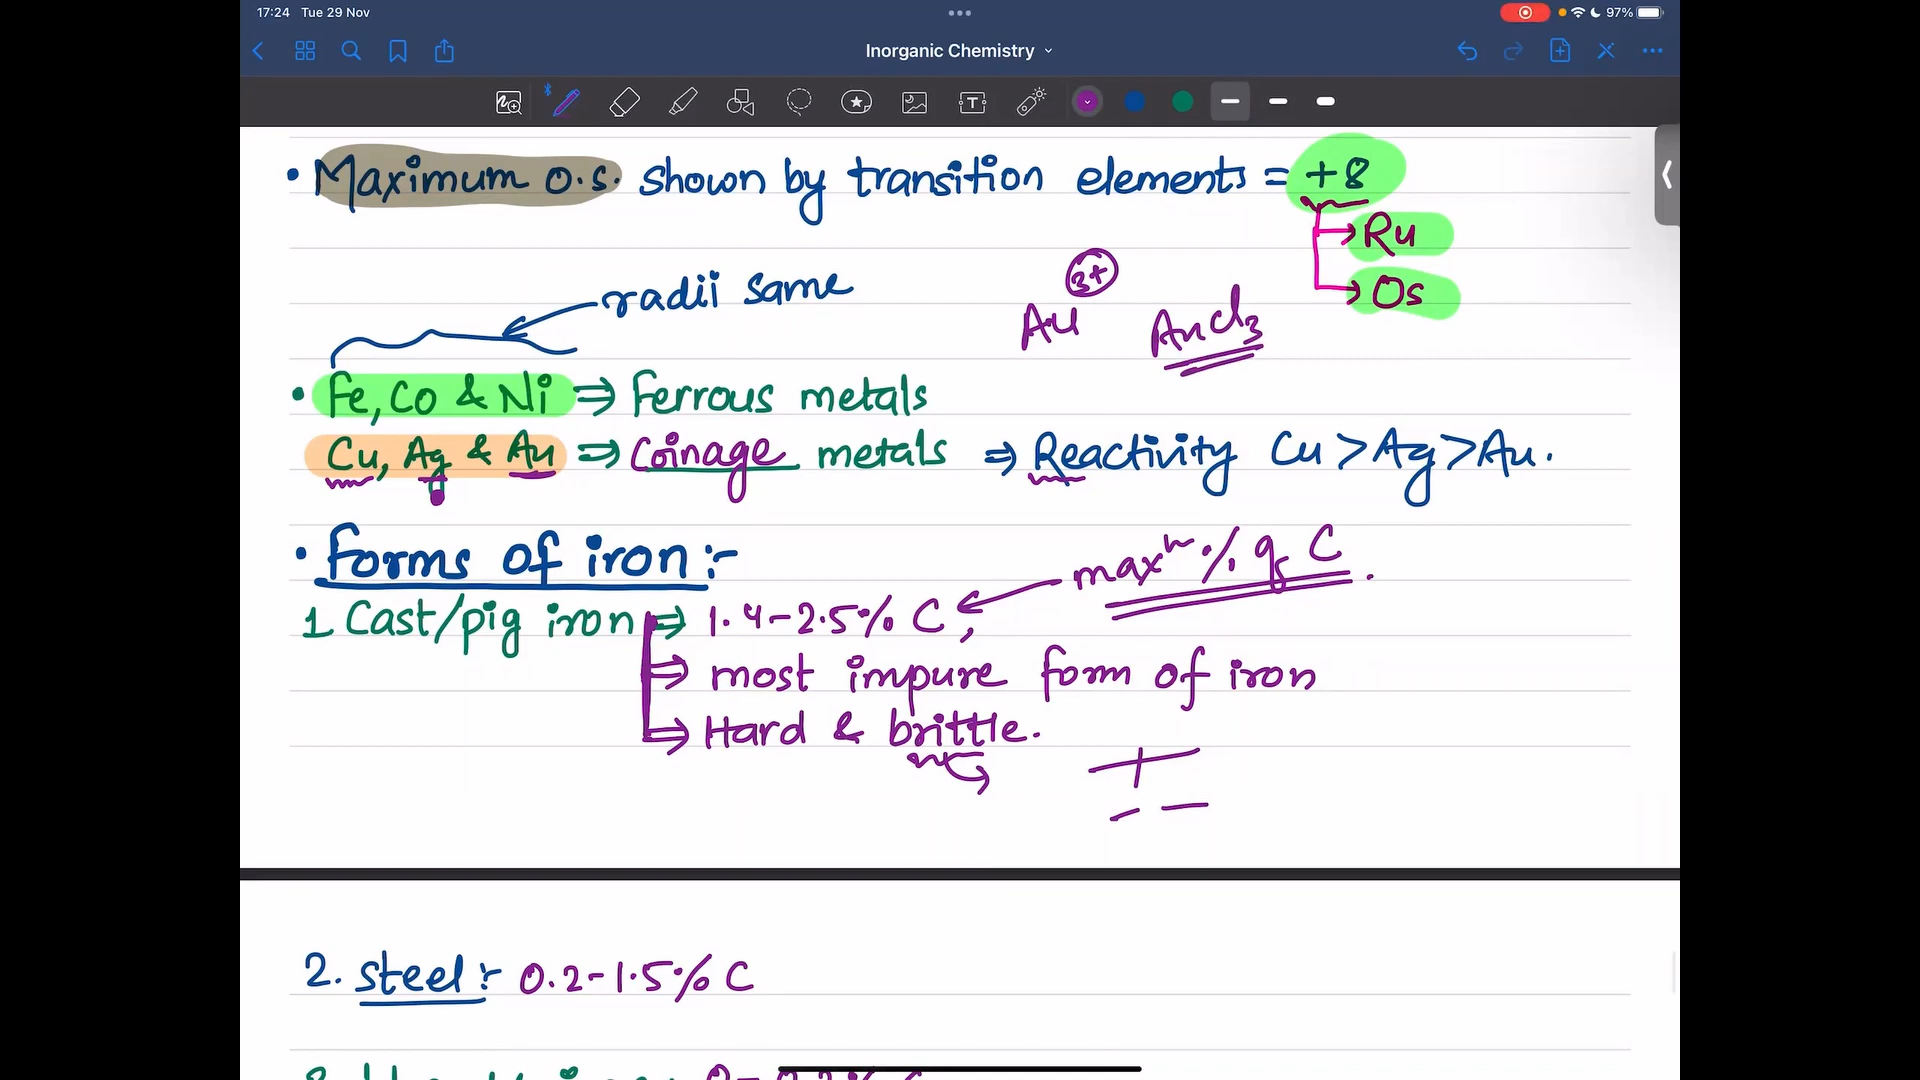 17:24 Tue 29 Nov
97%
Inorganic Chemistry
• Maximum o.s. shown by transition elements = +8
→ Ru
→ Os
radii same
Au 3+ AuCl3
• Fe, Co & Ni ⇒ Ferrous metals
Cu, Ag & Au ⇒ Coinage metals ⇒ Reactivity Cu > Ag > Au.
• Forms of iron :-
max^m % of C.
1. Cast/pig iron ⇒ 1.4-2.5% C,
⇒ most impure form of iron
⇒ Hard & brittle.
2. Steel :- 0.2-1.5% C